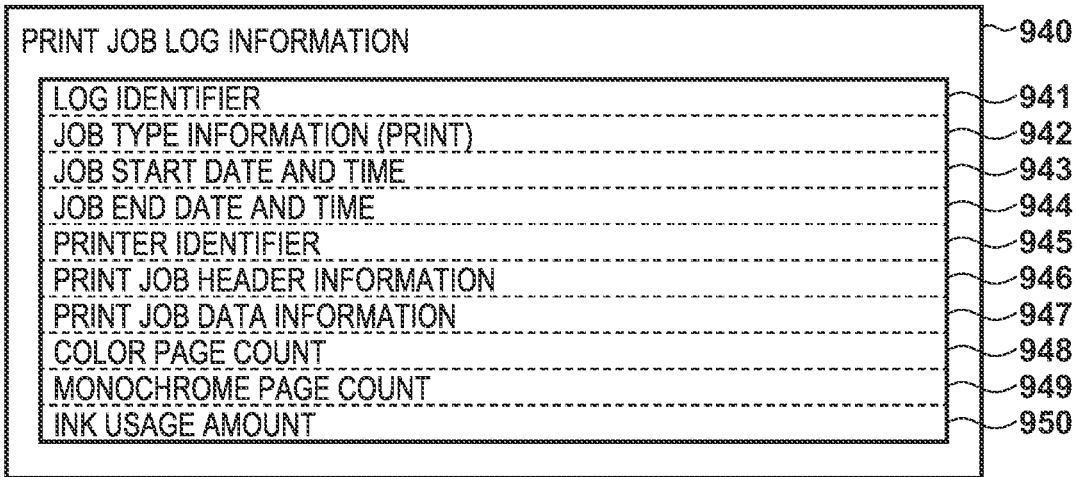 PRINT JOB LOG INFORMATION 940
LOG IDENTIFIER 941
JOB TYPE INFORMATION (PRINT) 942
JOB START DATE AND TIME 943
JOB END DATE AND TIME 944
PRINTER IDENTIFIER 945
PRINT JOB HEADER INFORMATION 946
PRINT JOB DATA INFORMATION 947
COLOR PAGE COUNT 948
MONOCHROME PAGE COUNT 949
INK USAGE AMOUNT 950